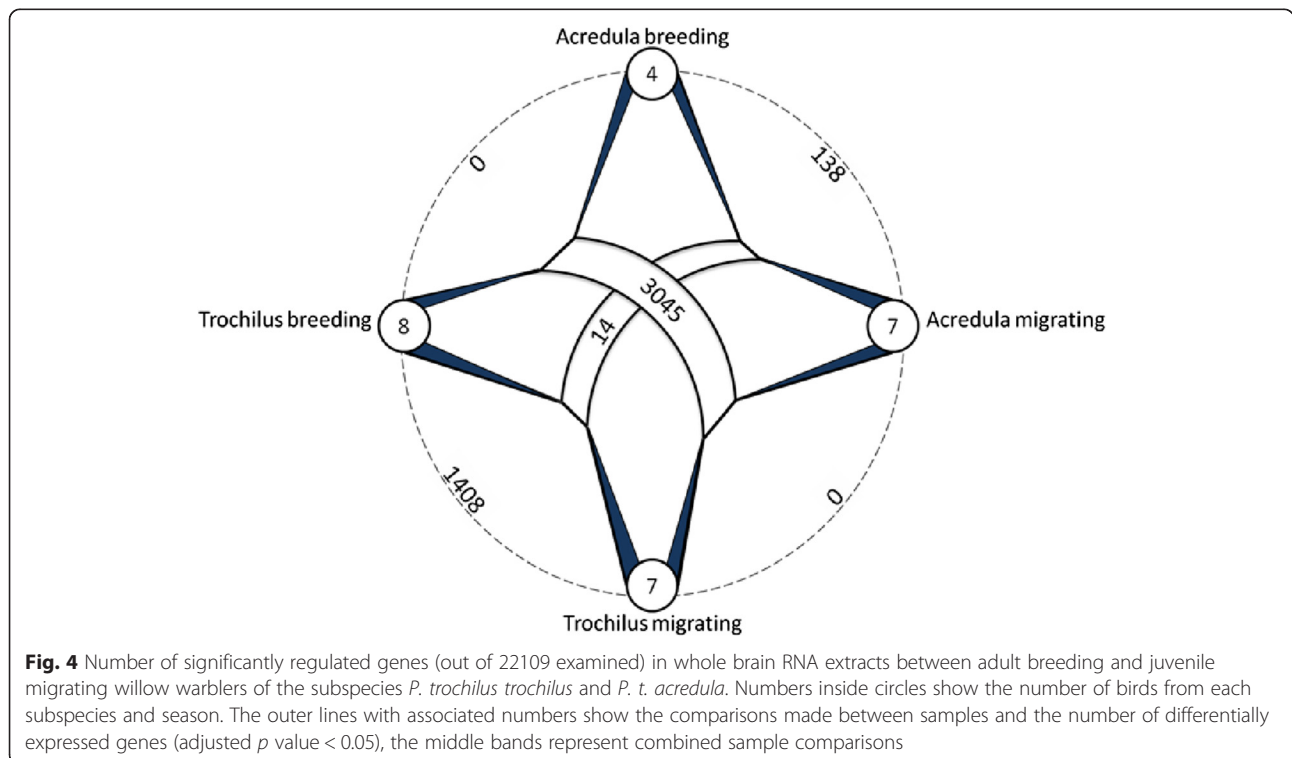 Acredula breeding
4
0
138
3045
14
Trochilus breeding
8
7
Acredula migrating
1408
0
7
Trochilus migrating
Fig. 4 Number of significantly regulated genes (out of 22109 examined) in whole brain RNA extracts between adult breeding and juvenile
migrating willow warblers of the subspecies P. trochilus trochilus and P. t. acredula. Numbers inside circles show the number of birds from each
subspecies and season. The outer lines with associated numbers show the comparisons made between samples and the number of differentially
expressed genes (adjusted p value < 0.05), the middle bands represent combined sample comparisons